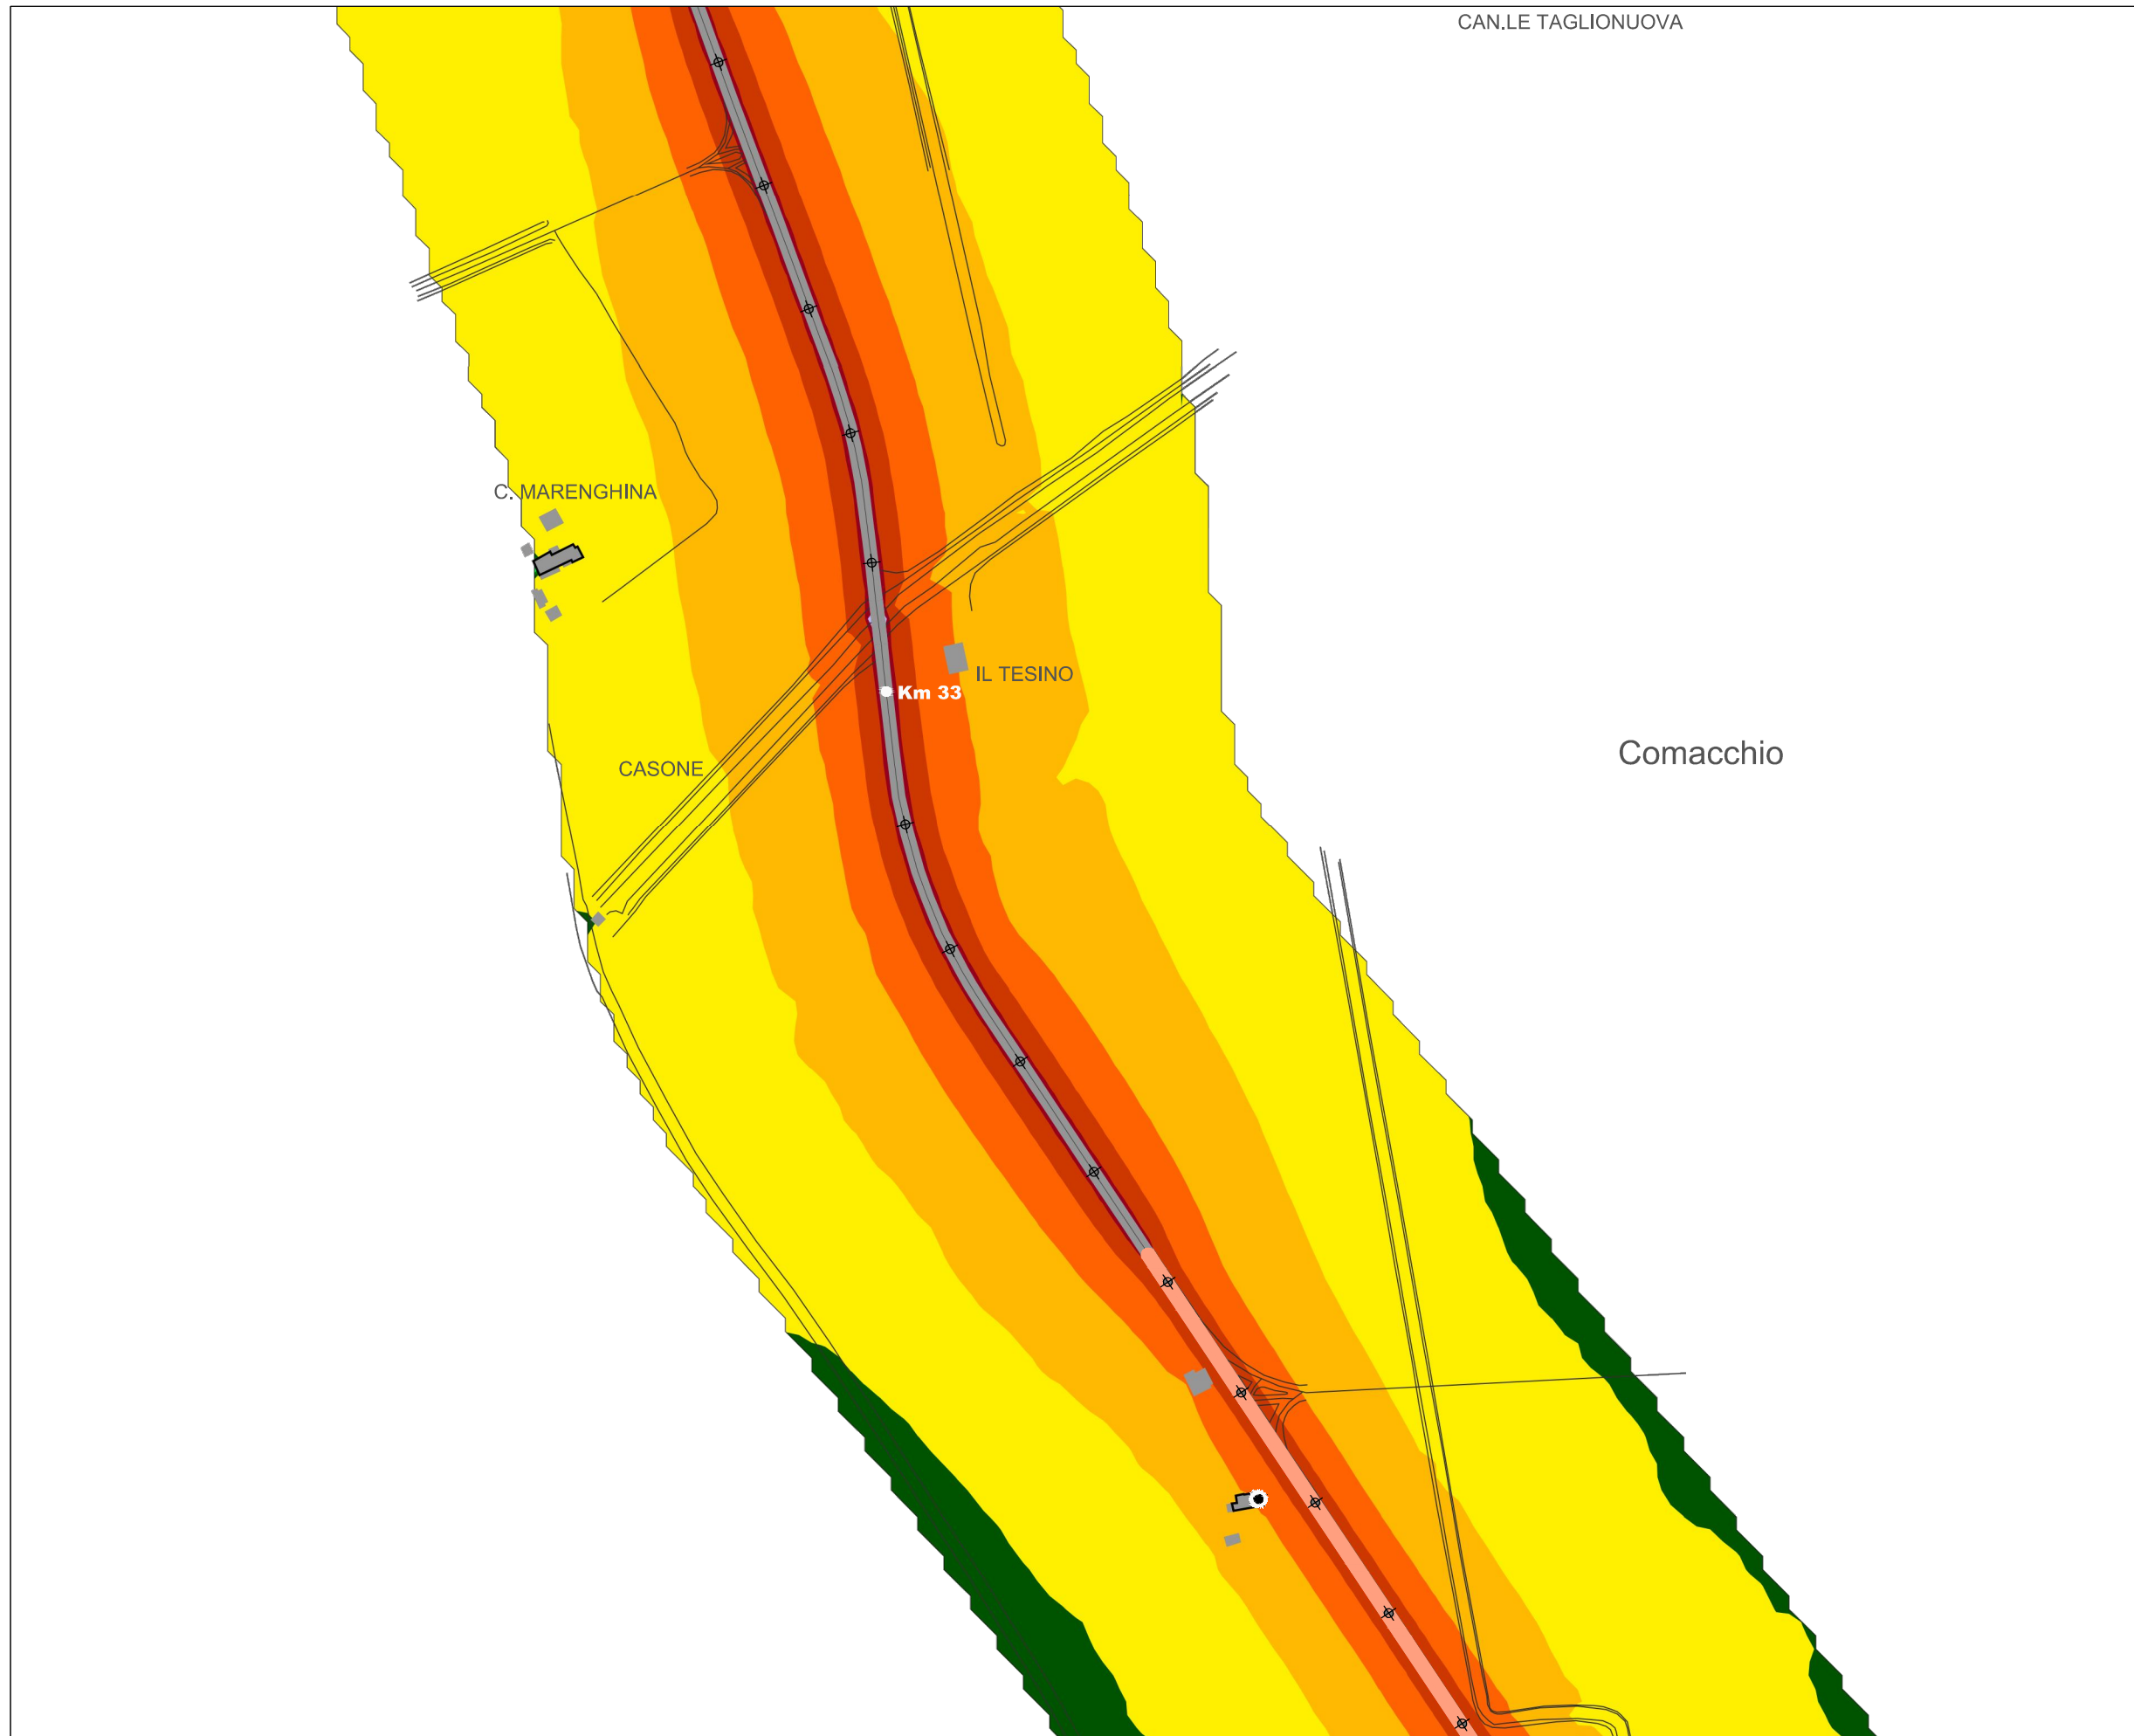 CAN.LE TAGLIONUOVA
C. MARENGHINA
IL TESINO
Km 33
Comacchio
CASONE